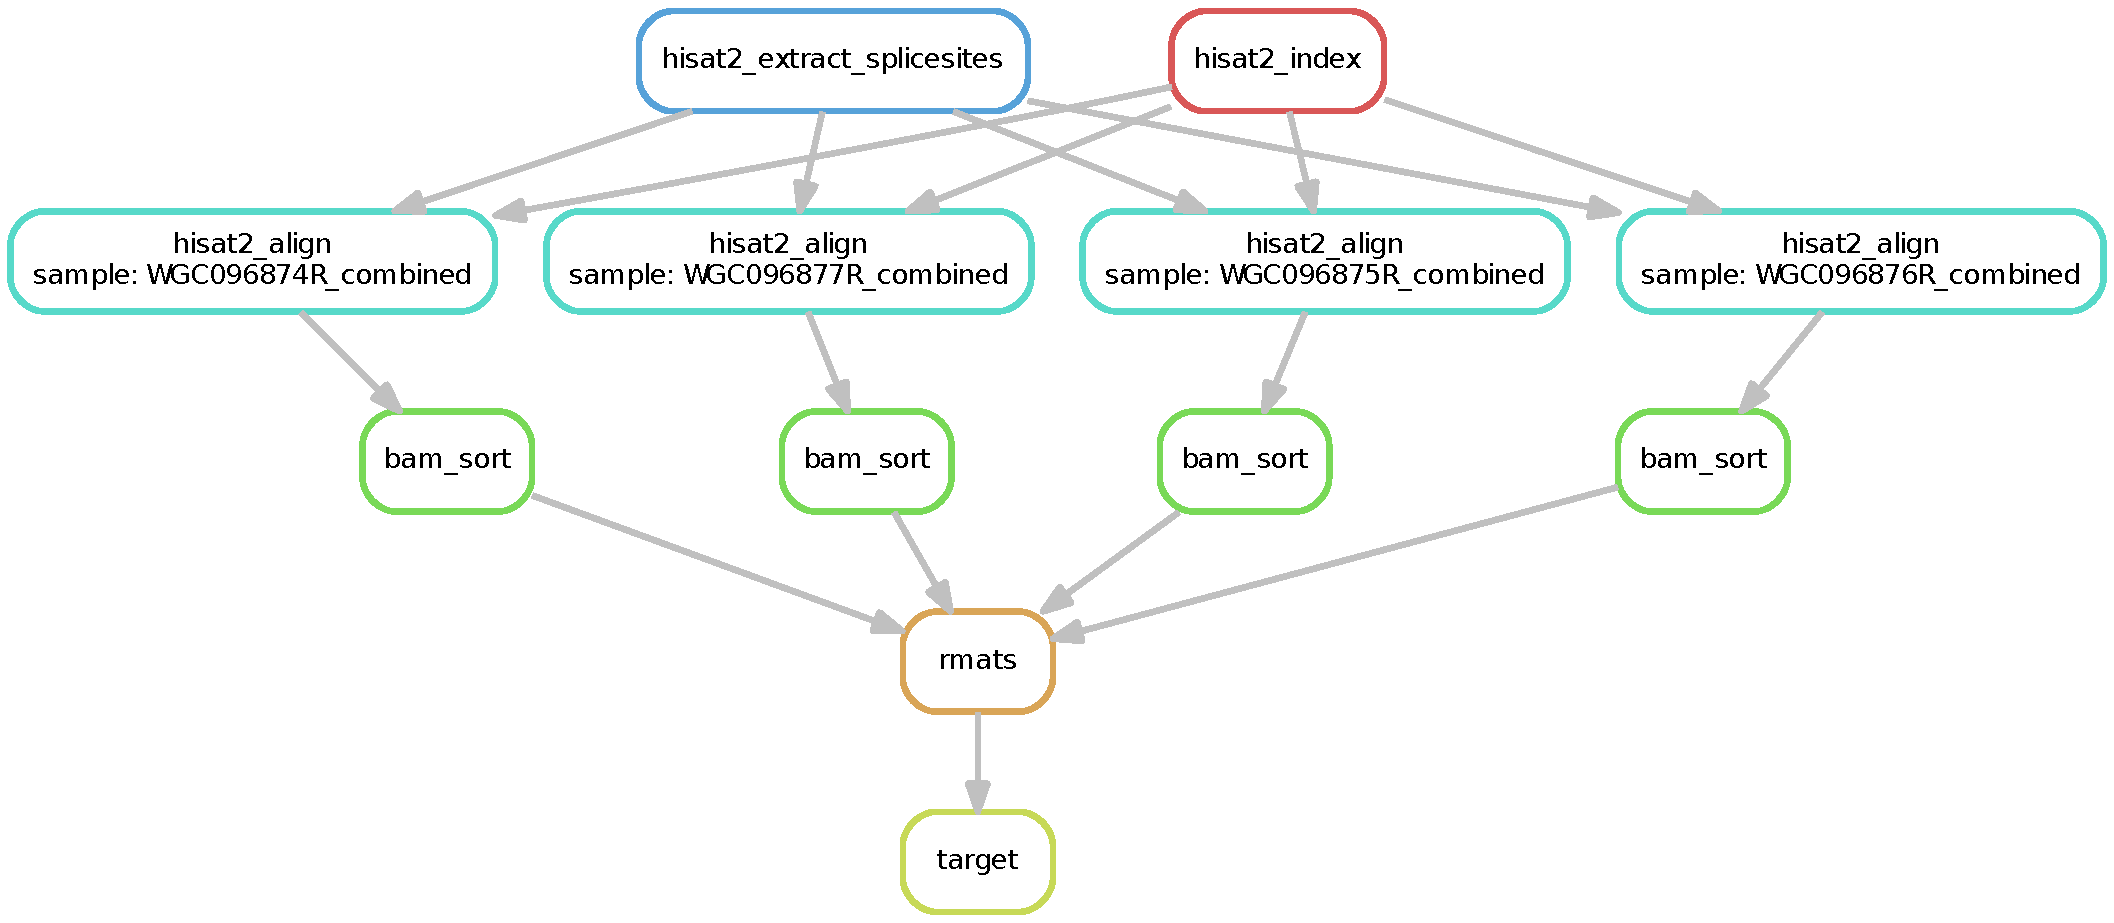 hisat2_extract_splicesites
hisat2_index
hisat2_align
sample: WGC096874R_combined
hisat2_align
sample: WGC096877R_combined
hisat2_align
sample: WGC096875R_combined
hisat2_align
sample: WGC096876R_combined
bam_sort
bam_sort
bam_sort
bam_sort
rmats
target